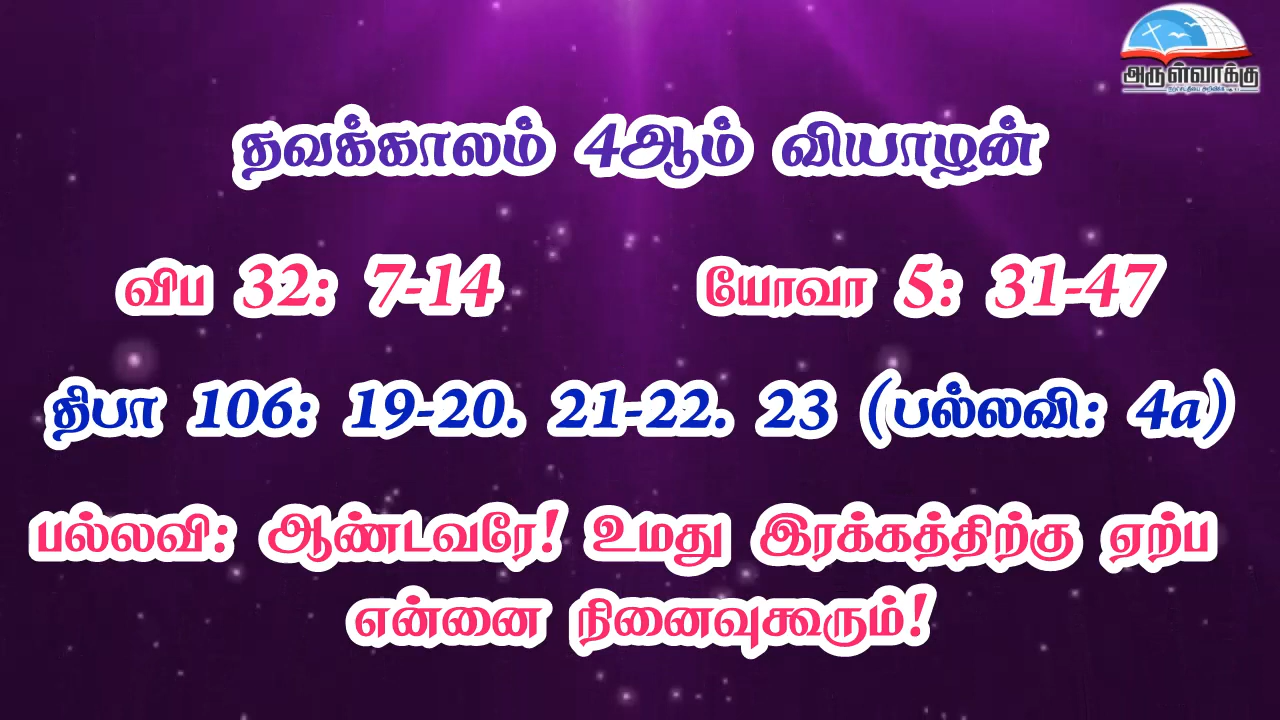 அருள்வாக்கு
தவக்காலம் 4ஆம் வியாழன்
விப 32: 7-14 யோவா 5: 31-47
திபா 106: 19-20. 21-22. 23 (பல்லவி: 4a)
பல்லவி: ஆண்டவரே! உமது இரக்கத்திற்கு ஏற்ப
என்னை நினைவுகூரும்!